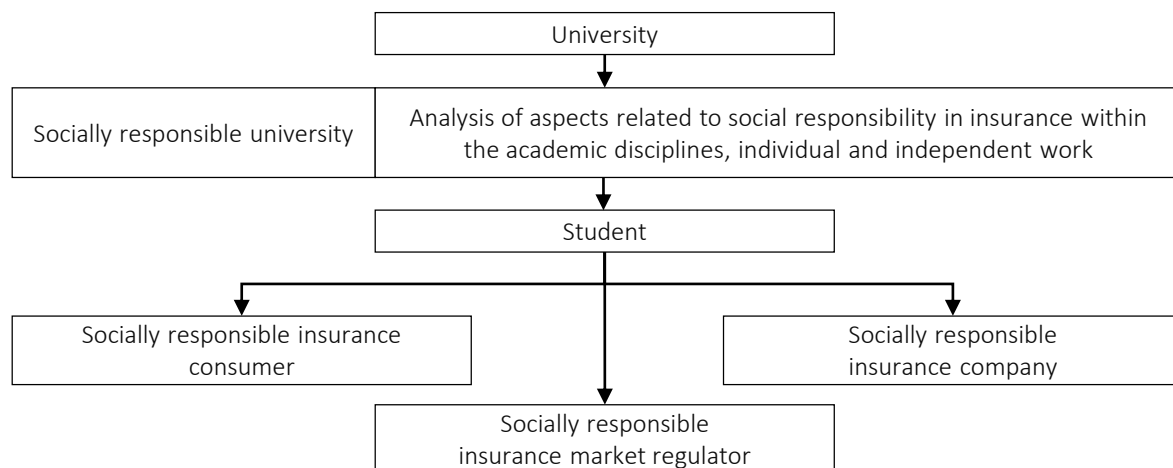 University
Socially responsible university
Analysis of aspects related to social responsibility in insurance within
the academic disciplines, individual and independent work
Student
Socially responsible insurance
consumer
Socially responsible
insurance company
Socially responsible
insurance market regulator